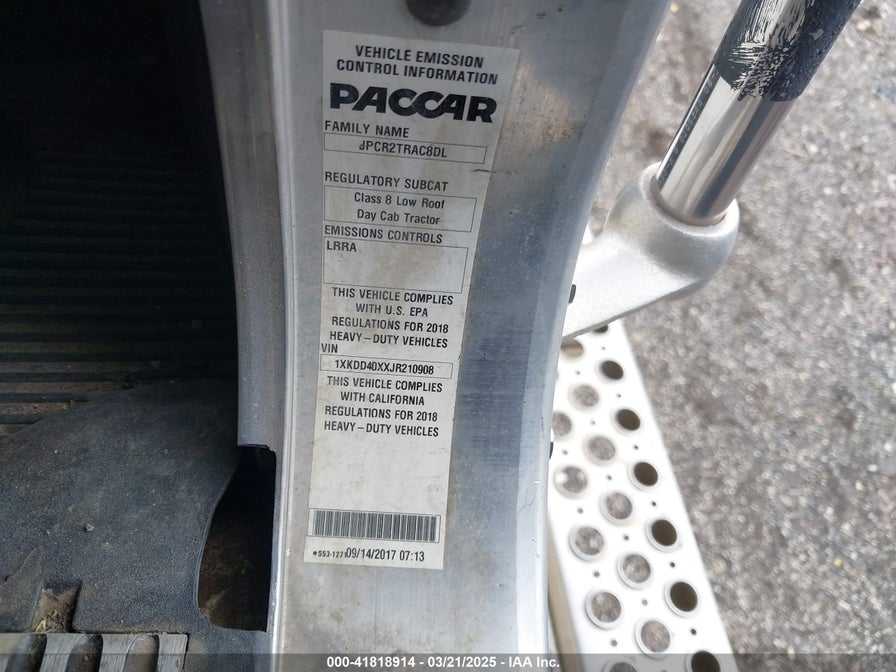 VEHICLE EMISSION
CONTROL INFORMATION
PACCAR
FAMILY NAME
JPCR2TRAC8DL
REGULATORY SUBCAT
Class 8 Low Roof
Day Cab Tractor
EMISSIONS CONTROLS
LRRA
THIS VEHICLE COMPLIES
WITH U.S. EPA
REGULATIONS FOR 2018
HEAVY-DUTY VEHICLES
VIN
1XKDD40XXJR210908
THIS VEHICLE COMPLIES
WITH CALIFORNIA
REGULATIONS FOR 2018
HEAVY-DUTY VEHICLES
09/14/2017 07:13
000-41818914 - 03/21/2025 - IAA Inc.